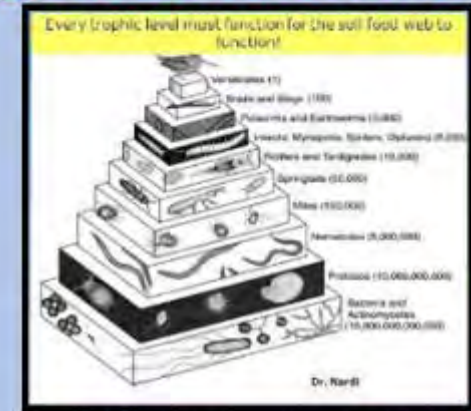 Every trophic level must function for the soil food web to
function!
Vertebrates (1)
Snails and Slugs (100)
Potworms and Earthworms (3,000)
Insects, Myriapods, Spiders, Diplurans (5,000)
Rotifers and Tardigrades (10,000)
Springtails (50,000)
Mites (100,000)
Nematodes (5,000,000)
Protozoa (10,000,000,000)
Bacteria and
Actinomycetes
(10,000,000,000,000)
Dr. Nardi